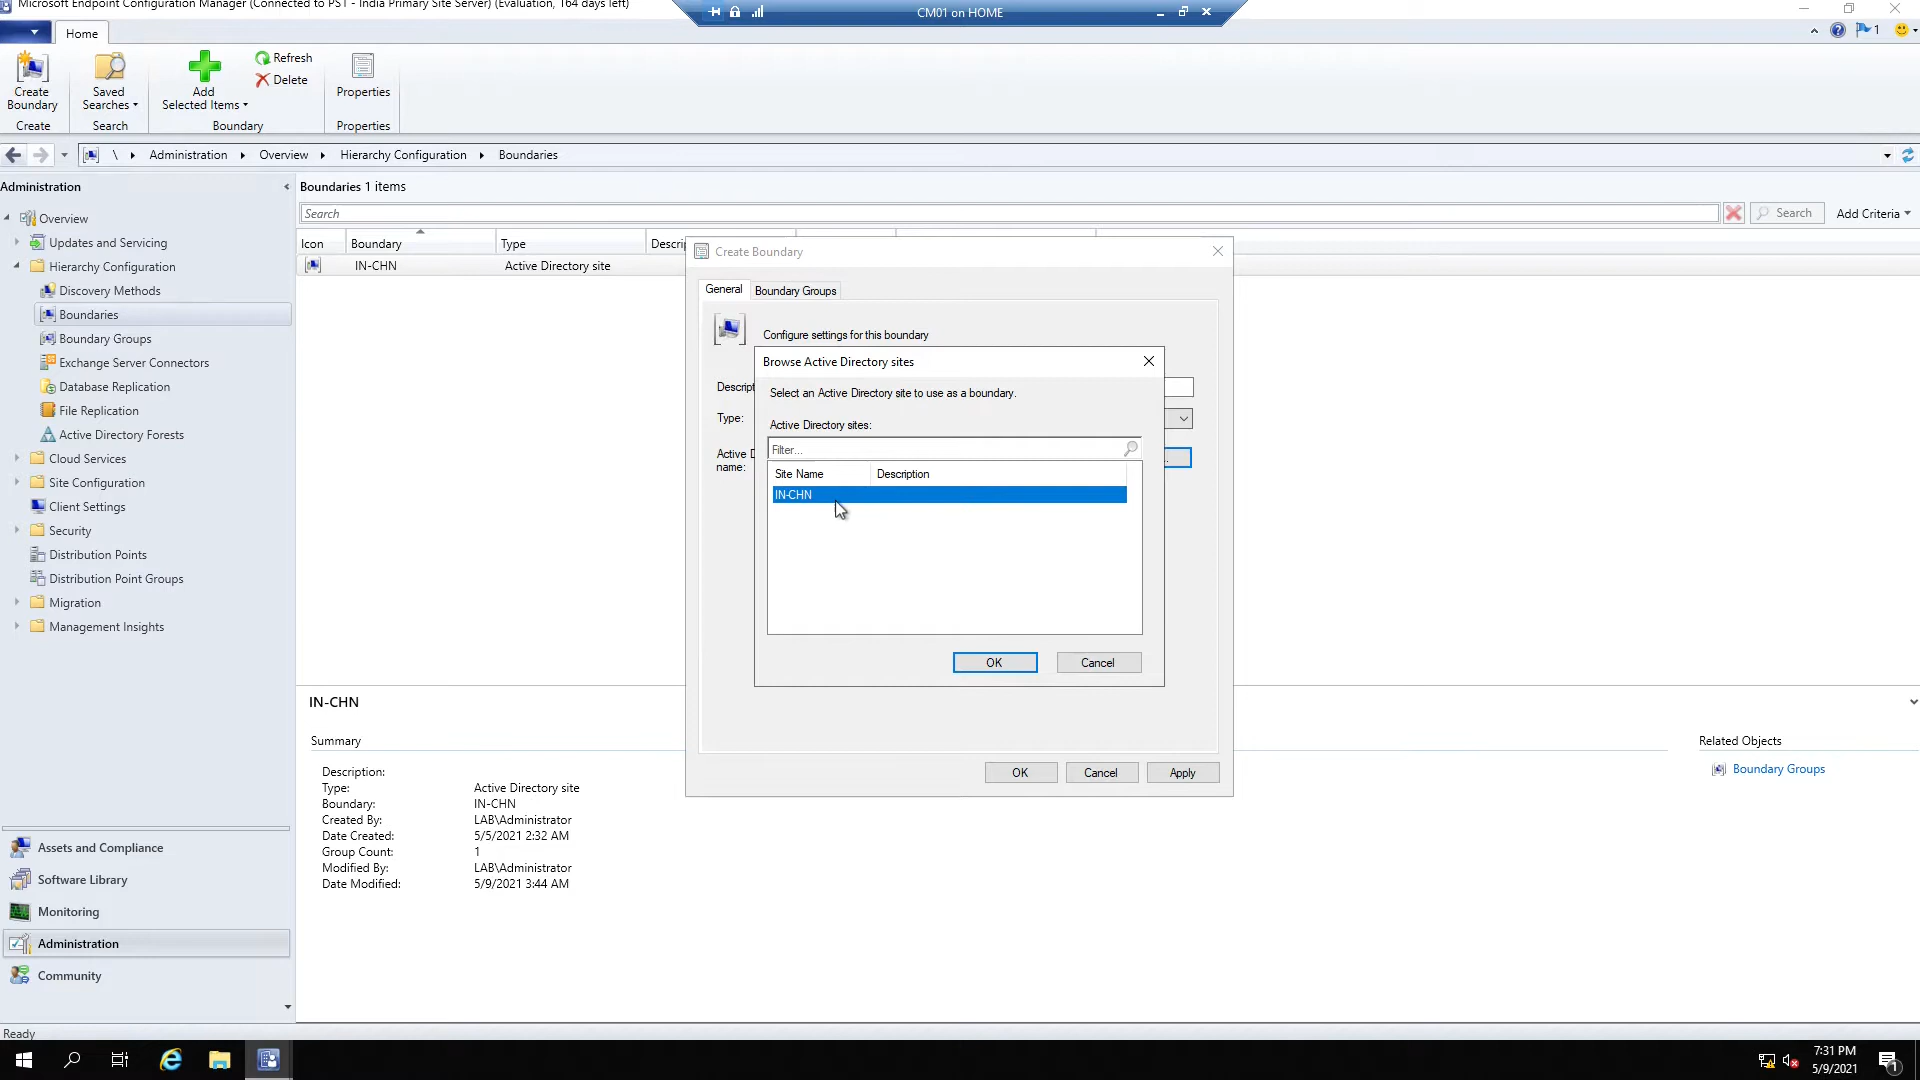 Microsoft Endpoint Configuration Manager (Connected to PS1 - India Primary Site Server) (Evaluation, 164 days left)
CM01 on HOME
Home
1
Create Boundary
Saved Searches
Add Selected Items
Refresh
Delete
Properties
Create
Search
Boundary
Properties
\ Administration Overview Hierarchy Configuration Boundaries
Administration
Overview
Updates and Servicing
Hierarchy Configuration
Discovery Methods
Boundaries
Boundary Groups
Exchange Server Connectors
Database Replication
File Replication
Active Directory Forests
Cloud Services
Site Configuration
Client Settings
Security
Distribution Points
Distribution Point Groups
Migration
Management Insights
Assets and Compliance
Software Library
Monitoring
Administration
Community
Boundaries 1 items
Search
Search
Add Criteria
Icon Boundary Type Descri
IN-CHN Active Directory site
Create Boundary
General Boundary Groups
Configure settings for this boundary
Descript
Type:
Active D
name:
Browse Active Directory sites
Select an Active Directory site to use as a boundary.
Active Directory sites:
Filter...
Site Name Description
IN-CHN
OK Cancel
OK Cancel Apply
IN-CHN
Summary
Description:
Type: Active Directory site
Boundary: IN-CHN
Created By: LAB\Administrator
Date Created: 5/5/2021 2:32 AM
Group Count: 1
Modified By: LAB\Administrator
Date Modified: 5/9/2021 3:44 AM
Related Objects
Boundary Groups
Ready
7:31 PM
5/9/2021
1